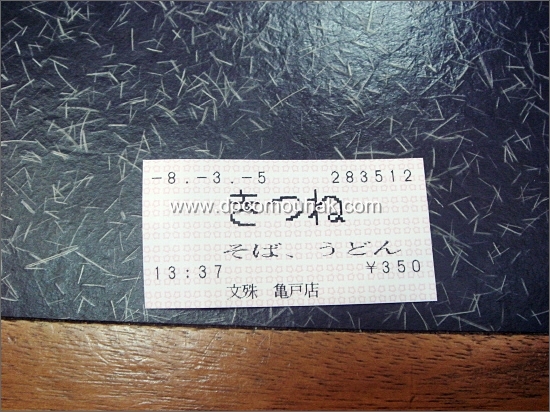 -8.-3.-5 283512
きつね
www.docomounak.com
そば、うどん
13:37 ¥350
文殊 亀戸店